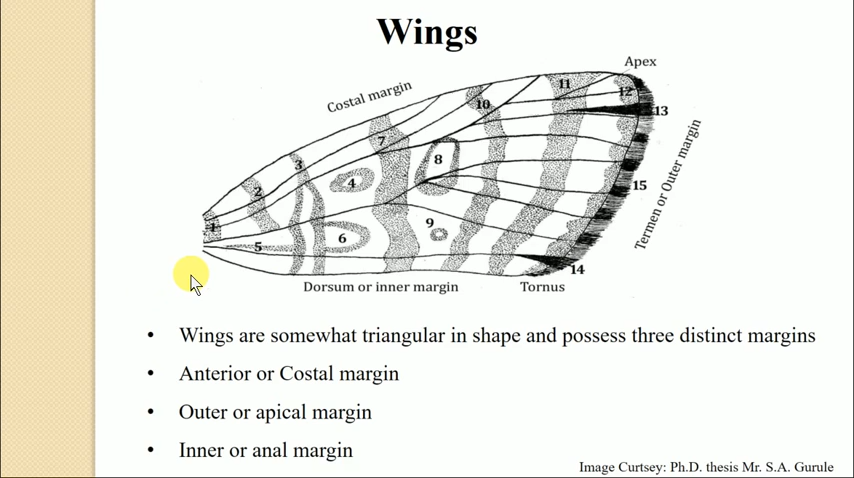 Wings
Apex
Costal margin
11
12
10
13
7
8
3
4
2
15
Termen or Outer margin
9
1
6
5
14
Dorsum or inner margin
Tornus
• Wings are somewhat triangular in shape and possess three distinct margins
• Anterior or Costal margin
• Outer or apical margin
• Inner or anal margin
Image Curtsey: Ph.D. thesis Mr. S.A. Gurule